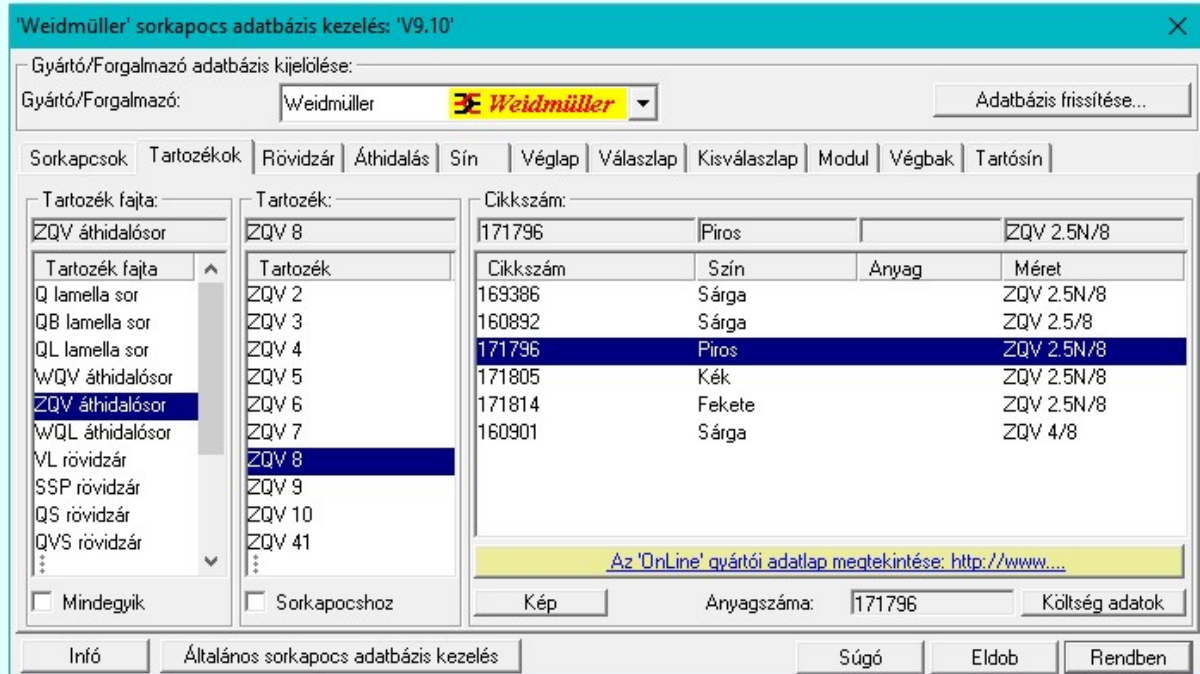 'Weidmüller' sorkapocs adatbázis kezelés: 'V9.10'
Gyártó/Forgalmazó adatbázis kijelölése:
Gyártó/Forgalmazó: Weidmüller Weidmüller Adatbázis frissítése...
Sorkapcsok Tartozékok Rövidzár Áthidalás Sín Véglap Válaszlap Kisválaszlap Modul Végbak Tartósín
Tartozék fajta: Tartozék: Cikkszám:
ZQV áthidalósor ZQV 8 171796 Piros ZQV 2.5N/8
Tartozék fajta Tartozék Cikkszám Szín Anyag Méret
Q lamella sor ZQV 2 169386 Sárga ZQV 2.5N/8
QB lamella sor ZQV 3 160892 Sárga ZQV 2.5/8
QL lamella sor ZQV 4 171796 Piros ZQV 2.5N/8
WQV áthidalósor ZQV 5 171805 Kék ZQV 2.5N/8
ZQV áthidalósor ZQV 6 171814 Fekete ZQV 2.5N/8
WQL áthidalósor ZQV 7 160901 Sárga ZQV 4/8
VL rövidzár ZQV 8
SSP rövidzár ZQV 9
QS rövidzár ZQV 10
QVS rövidzár ZQV 41
Az 'OnLine' gyártói adatlap megtekintése: http://www....
Mindegyik Sorkapocshoz Kép Anyagszáma: 171796 Költség adatok
Infó Általános sorkapocs adatbázis kezelés Súgó Eldob Rendben